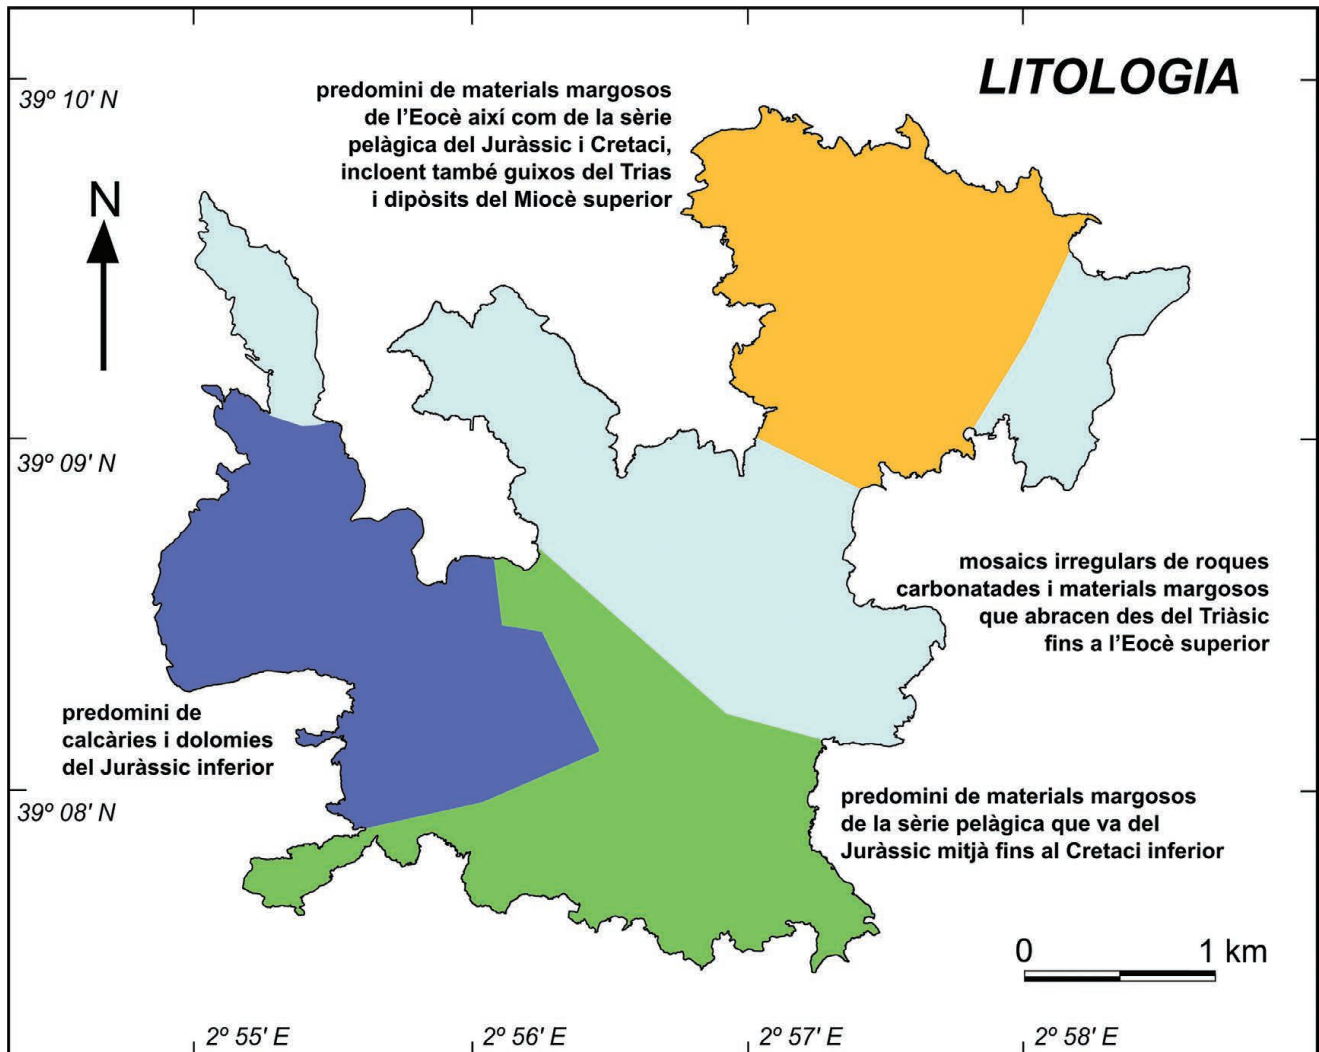 LITOLOGIA
39º 10' N
predomini de materials margosos
de l'Eocè així com de la sèrie
pelàgica del Juràssic i Cretaci,
incloent també guixos del Trias
i dipòsits del Miocè superior
N
39º 09' N
mosaics irregulars de roques
carbonatades i materials margosos
que abracen des del Triàsic
fins a l'Eocè superior
predomini de
calcàries i dolomies
del Juràssic inferior
39º 08' N
predomini de materials margosos
de la sèrie pelàgica que va del
Juràssic mitjà fins al Cretaci inferior
0 1 km
2º 55' E 2º 56' E 2º 57' E 2º 58' E